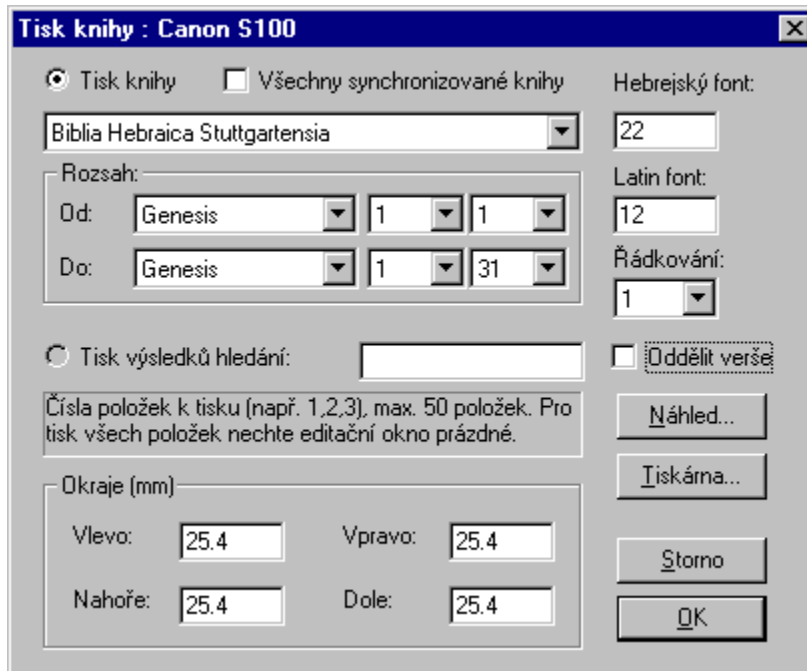 Tisk knihy : Canon S100
Tisk knihy
Všechny synchronizované knihy
Hebrejský font:
Biblia Hebraica Stuttgartensia
22
Rozsah:
Latin font:
Od: Genesis 1 1
12
Do: Genesis 1 31
Řádkování:
1
Tisk výsledků hledání:
Oddělit verše
Čísla položek k tisku (např. 1,2,3), max. 50 položek. Pro
tisk všech položek nechte editační okno prázdné.
Náhled...
Tiskárna...
Okraje (mm)
Vlevo: 25.4 Vpravo: 25.4
Storno
Nahoře: 25.4 Dole: 25.4
OK